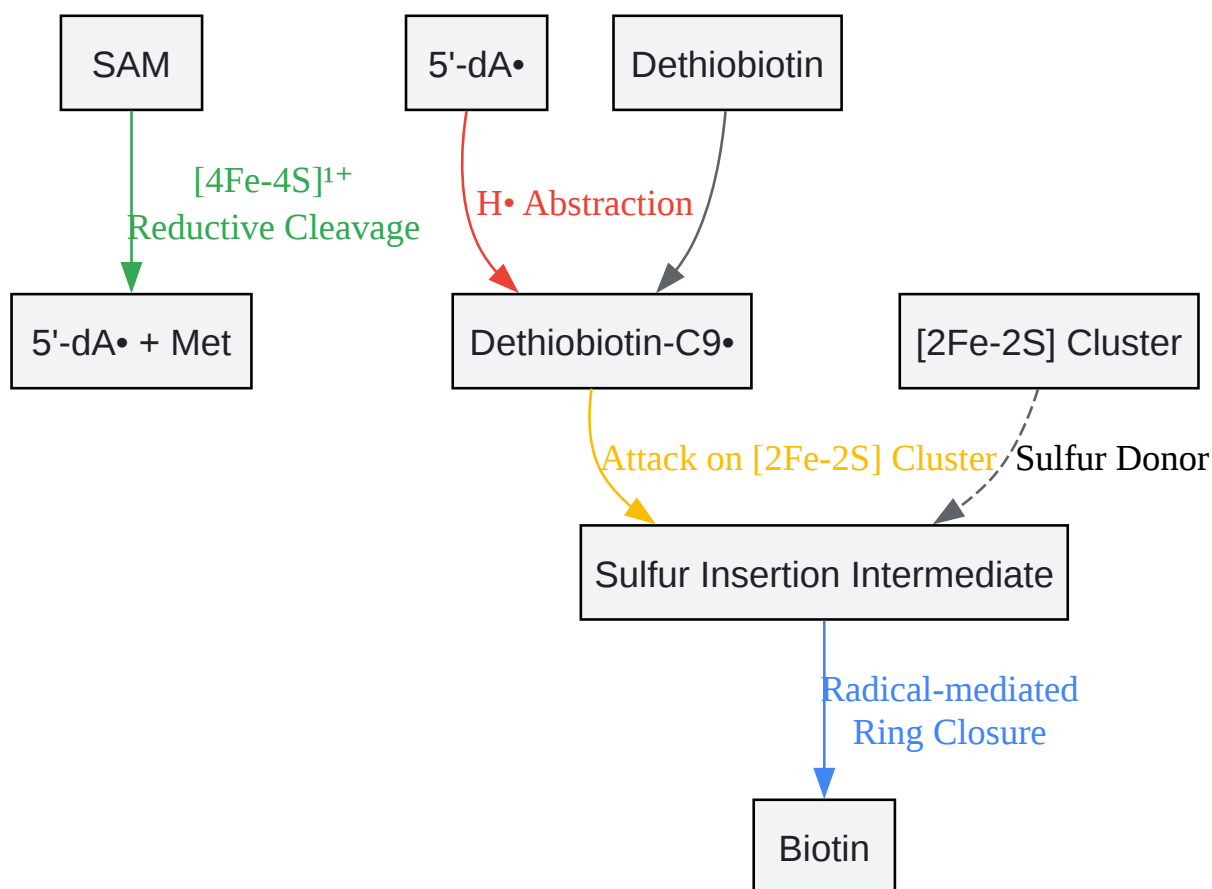 SAM
5'-dA•
Dethiobiotin
[4Fe-4S]¹⁺
Reductive Cleavage
H• Abstraction
5'-dA• + Met
Dethiobiotin-C9•
[2Fe-2S] Cluster
Attack on [2Fe-2S] Cluster
Sulfur Donor
Sulfur Insertion Intermediate
Radical-mediated
Ring Closure
Biotin